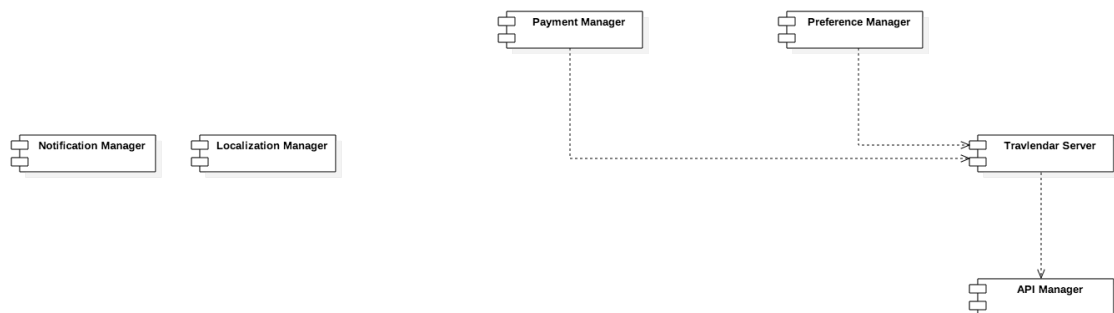 Payment Manager
Preference Manager
Notification Manager
Localization Manager
Travlendar Server
API Manager